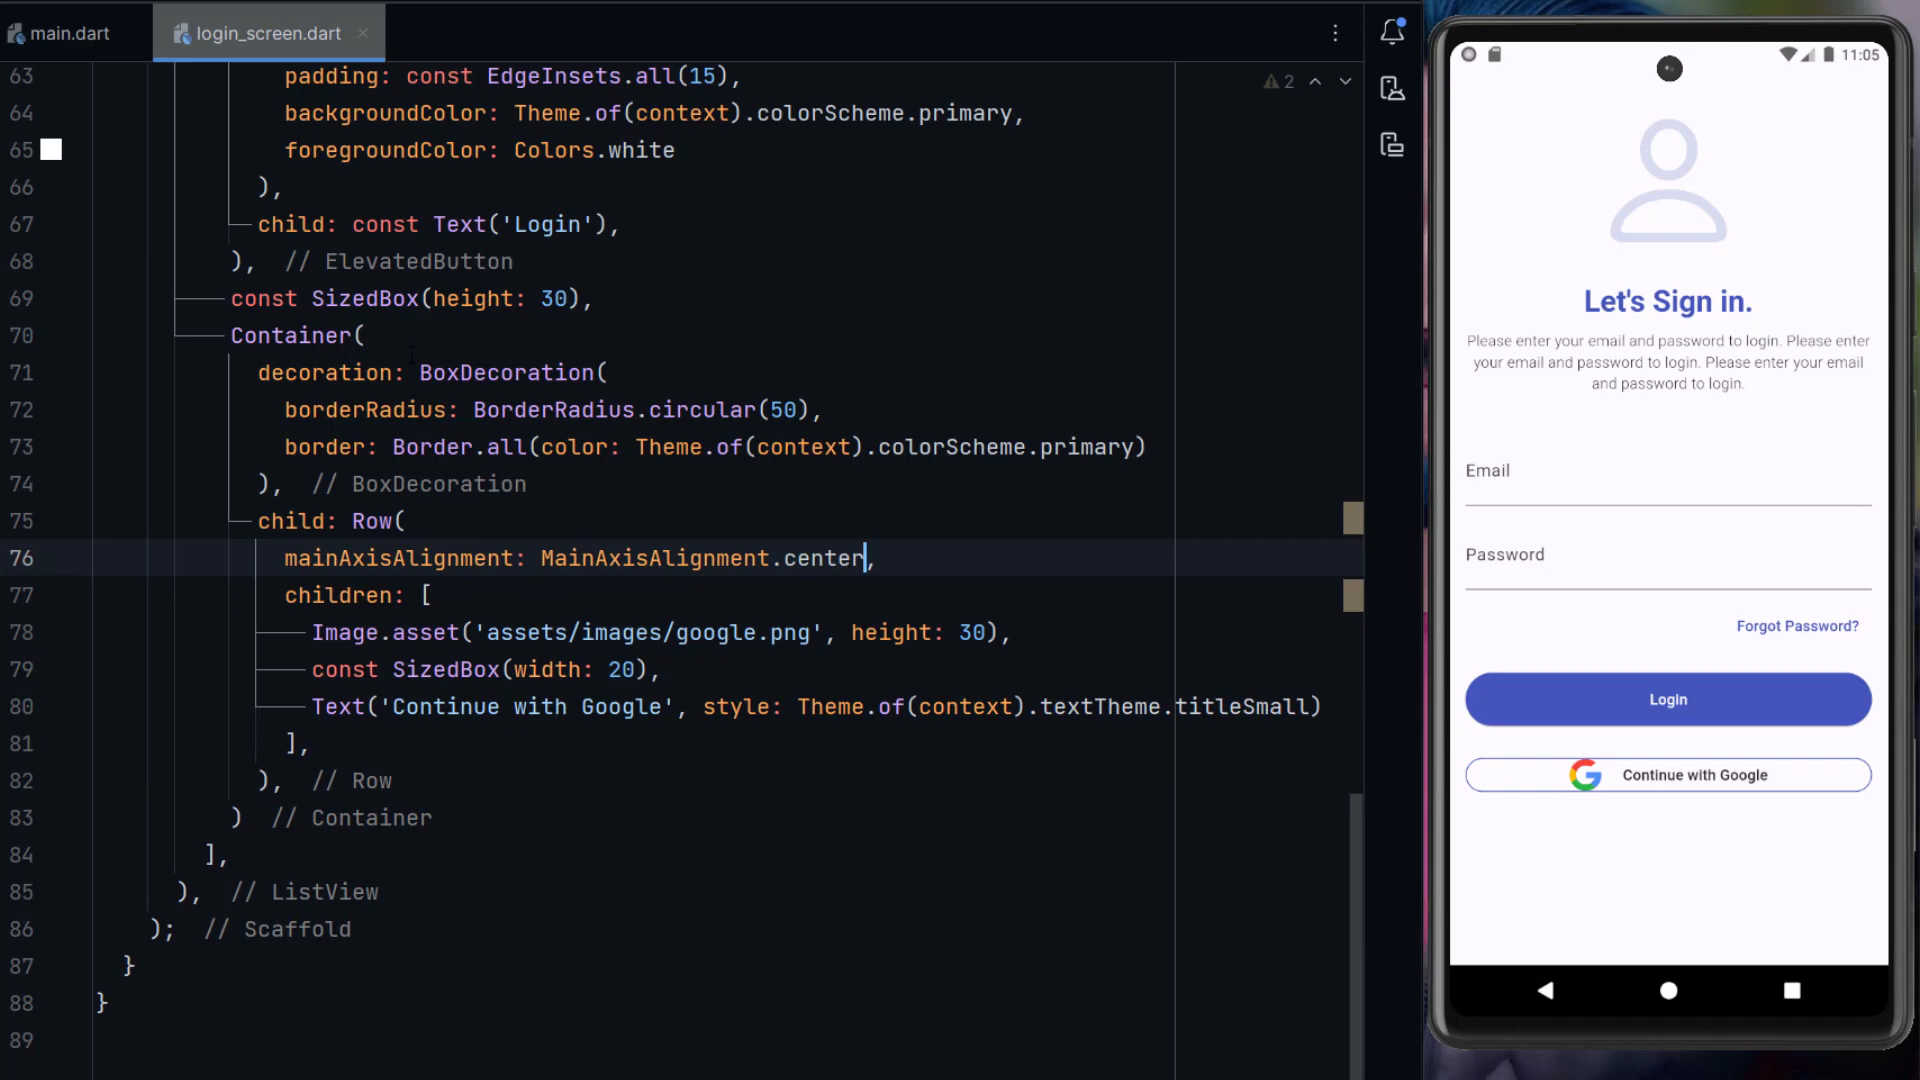 main.dart
login_screen.dart
2
63 padding: const EdgeInsets.all(15),
64 backgroundColor: Theme.of(context).colorScheme.primary,
65 foregroundColor: Colors.white
66 ),
67 child: const Text('Login'),
68 ), // ElevatedButton
69 const SizedBox(height: 30),
70 Container(
71 decoration: BoxDecoration(
72 borderRadius: BorderRadius.circular(50),
73 border: Border.all(color: Theme.of(context).colorScheme.primary)
74 ), // BoxDecoration
75 child: Row(
76 mainAxisAlignment: MainAxisAlignment.center,
77 children: [
78 Image.asset('assets/images/google.png', height: 30),
79 const SizedBox(width: 20),
80 Text('Continue with Google', style: Theme.of(context).textTheme.titleSmall)
81 ],
82 ), // Row
83 ) // Container
84 ],
85 ), // ListView
86 ); // Scaffold
87 }
88 }
89
11:05
Let's Sign in.
Please enter your email and password to login. Please enter
your email and password to login. Please enter your email
and password to login.
Email
Password
Forgot Password?
Login
Continue with Google